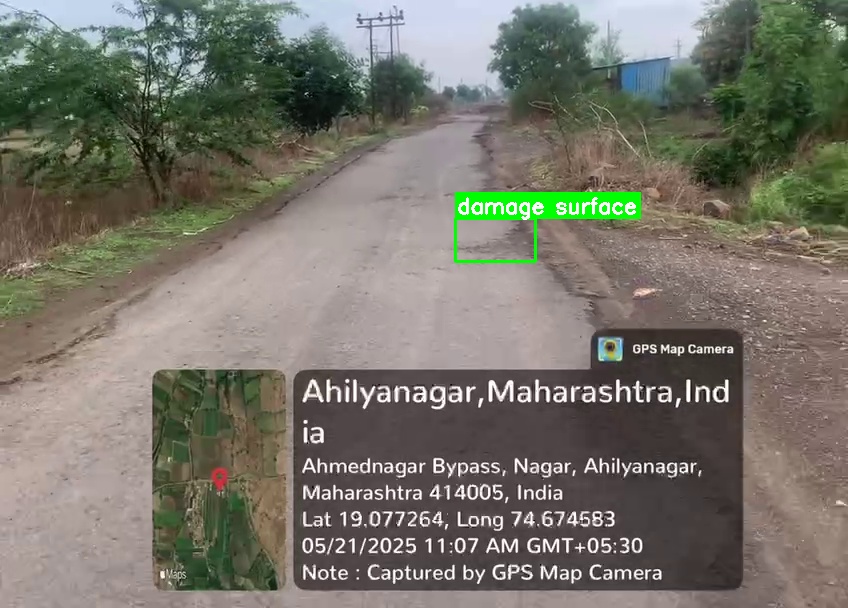 damage surface
GPS Map Camera
Ahilyanagar,Maharashtra,Ind
ia
Ahmednagar Bypass, Nagar, Ahilyanagar,
Maharashtra 414005, India
Lat 19.077264, Long 74.674583
05/21/2025 11:07 AM GMT+05:30
Note : Captured by GPS Map Camera
Maps